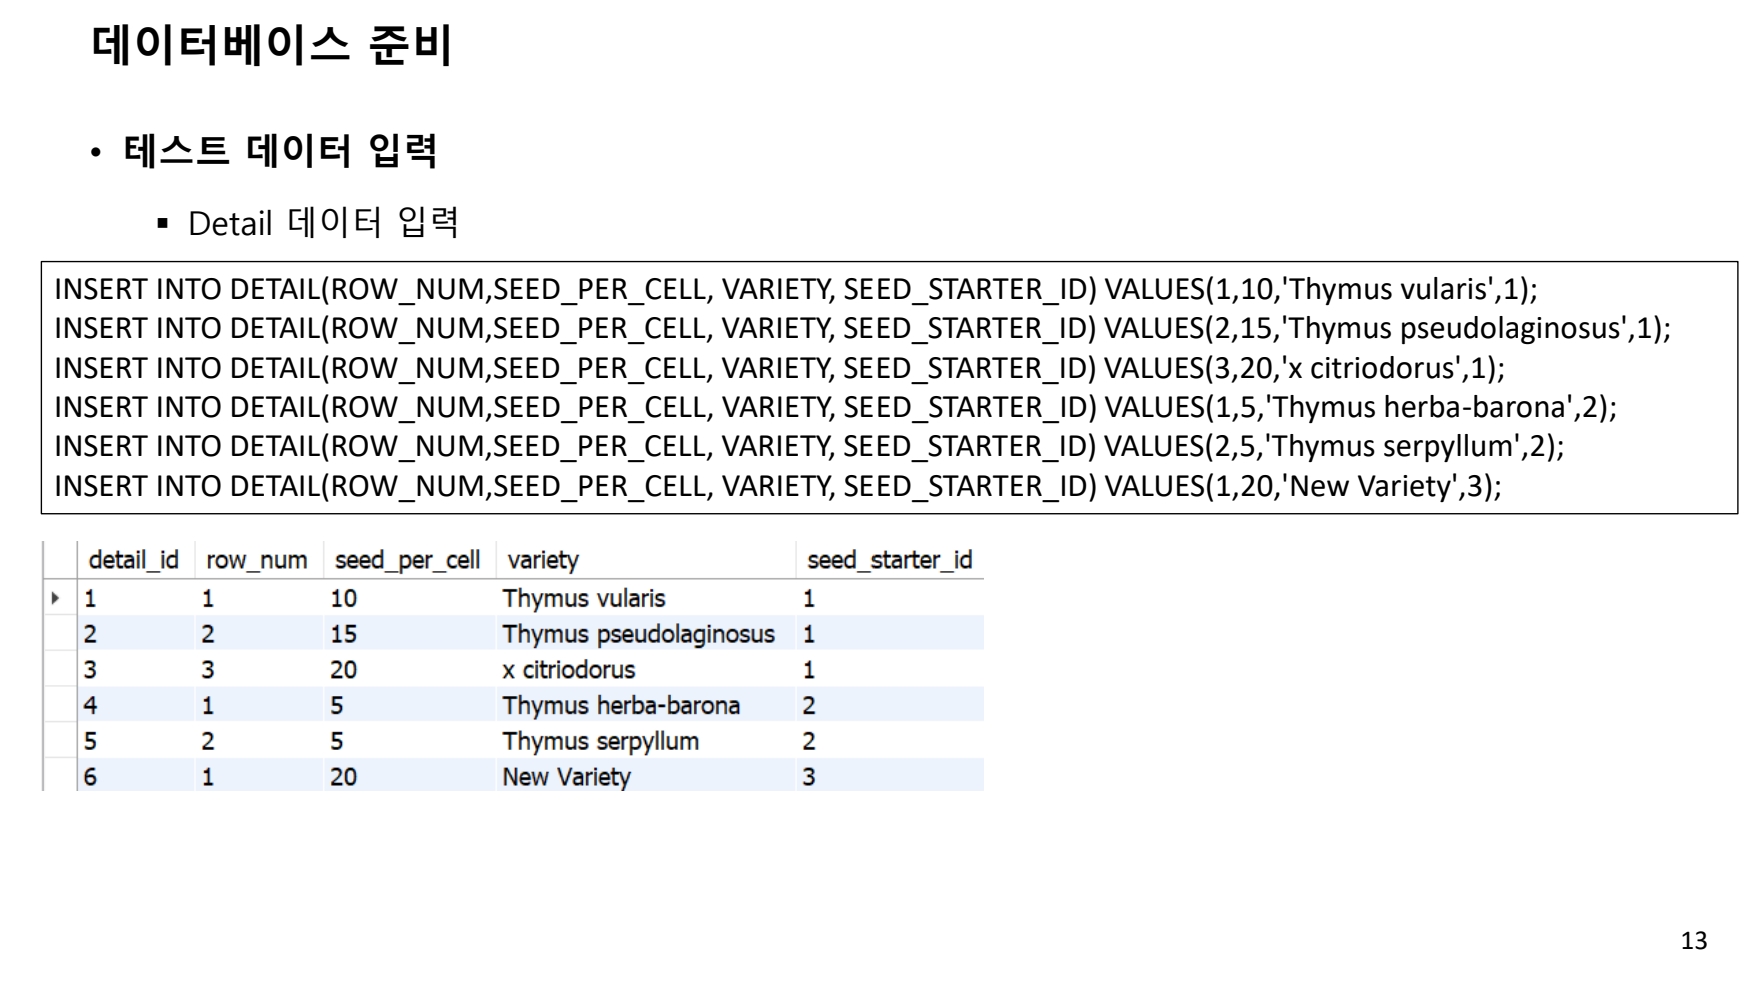 데이터베이스 준비
• 테스트 데이터 입력
▪ Detail 데이터 입력
INSERT INTO DETAIL(ROW_NUM,SEED_PER_CELL, VARIETY, SEED_STARTER_ID) VALUES(1,10,'Thymus vularis',1);
INSERT INTO DETAIL(ROW_NUM,SEED_PER_CELL, VARIETY, SEED_STARTER_ID) VALUES(2,15,'Thymus pseudolaginosus',1);
INSERT INTO DETAIL(ROW_NUM,SEED_PER_CELL, VARIETY, SEED_STARTER_ID) VALUES(3,20,'x citriodorus',1);
INSERT INTO DETAIL(ROW_NUM,SEED_PER_CELL, VARIETY, SEED_STARTER_ID) VALUES(1,5,'Thymus herba-barona',2);
INSERT INTO DETAIL(ROW_NUM,SEED_PER_CELL, VARIETY, SEED_STARTER_ID) VALUES(2,5,'Thymus serpyllum',2);
INSERT INTO DETAIL(ROW_NUM,SEED_PER_CELL, VARIETY, SEED_STARTER_ID) VALUES(1,20,'New Variety',3);
detail_id row_num seed_per_cell variety seed_starter_id
1 1 10 Thymus vularis 1
2 2 15 Thymus pseudolaginosus 1
3 3 20 x citriodorus 1
4 1 5 Thymus herba-barona 2
5 2 5 Thymus serpyllum 2
6 1 20 New Variety 3
13